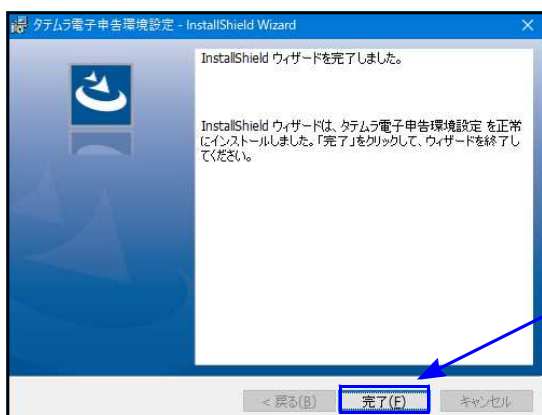 タテムラ電子申告環境設定 - InstallShield Wizard
InstallShield ウィザードを完了しました。
InstallShield ウィザードは、タテムラ電子申告環境設定 を正常
にインストールしました。「完了」をクリックして、ウィザードを終了し
てください。
< 戻る(B) 完了(F) キャンセル